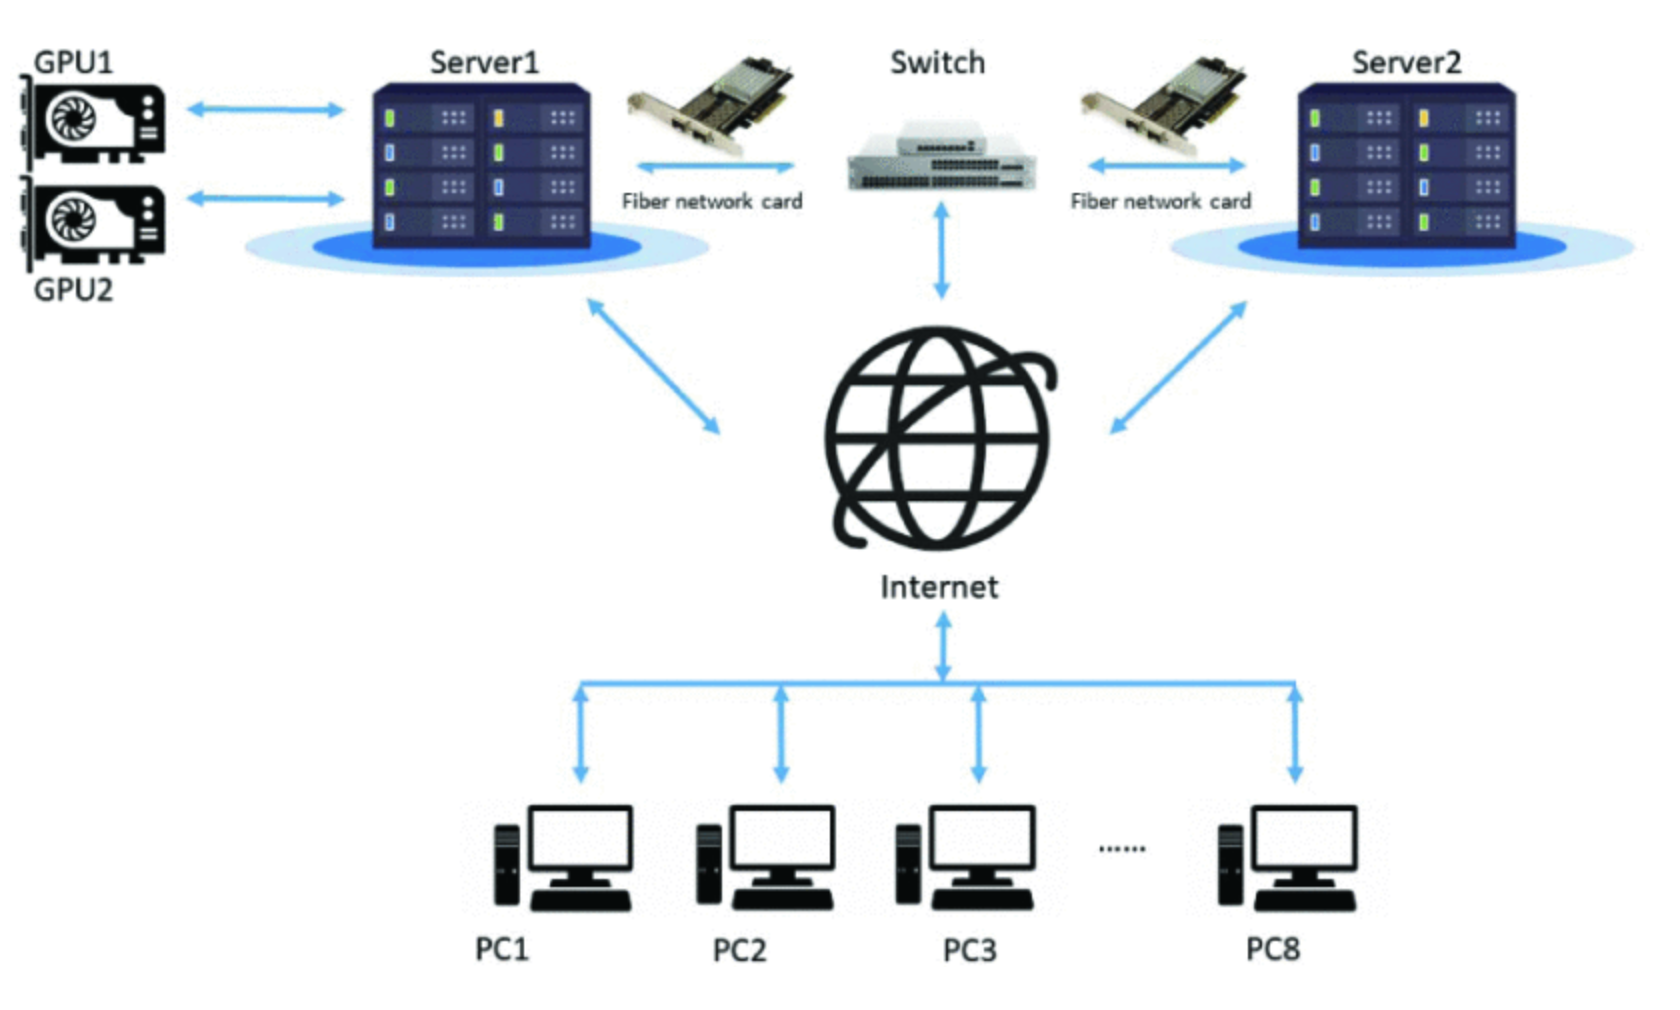 GPU1
Server1
Switch
Server2
Fiber network card
Fiber network card
GPU2
Internet
......
PC1
PC2
PC3
PC8